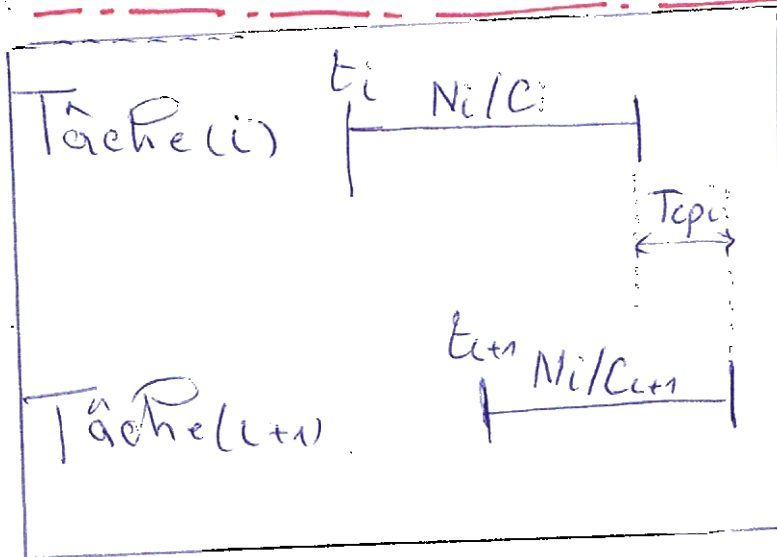 ti
Tâche(i) Ni/Ci
Tcpi
ti+1 Ni/Ci+1
Tâche(i+1)